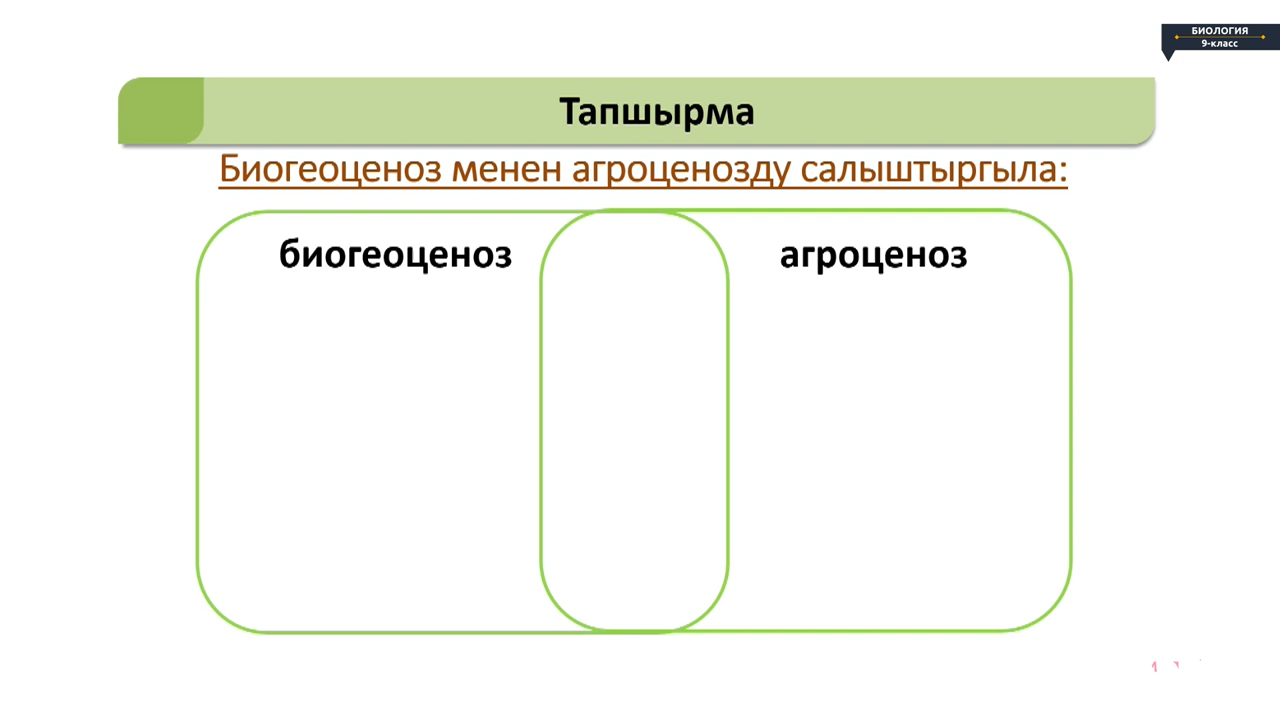 БИОЛОГИЯ
9-класс
Тапшырма
Биогеоценоз менен агроценозду салыштыргыла:
биогеоценоз
агроценоз